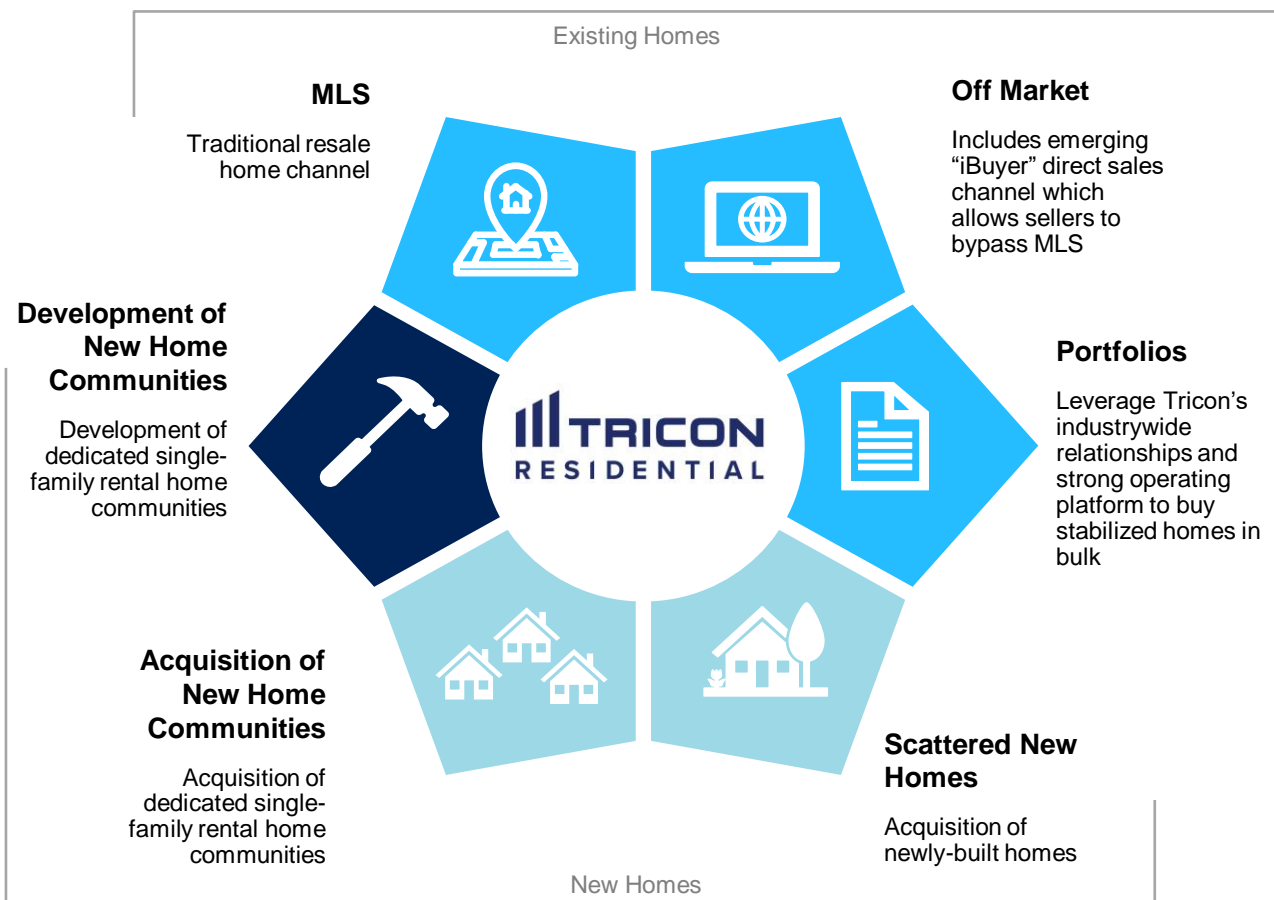 Existing Homes
MLS
Traditional resale
home channel
Off Market
Includes emerging
“iBuyer” direct sales
channel which
allows sellers to
bypass MLS
Development of
New Home
Communities
Development of
dedicated single-
family rental home
communities
TRICON
RESIDENTIAL
Portfolios
Leverage Tricon’s
industrywide
relationships and
strong operating
platform to buy
stabilized homes in
bulk
Acquisition of
New Home
Communities
Acquisition of
dedicated single-
family rental home
communities
Scattered New
Homes
Acquisition of
newly-built homes
New Homes